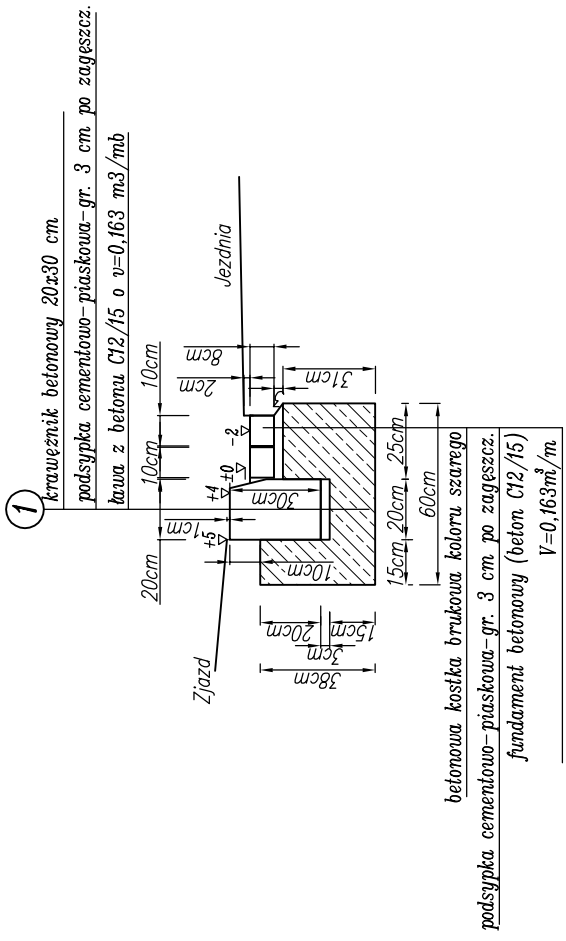 1
krawężnik betonowy 20x30 cm
podsypka cementowo-piaskowa-gr. 3 cm po zagęszcz.
ława z betonu C12/15 o v=0,163 m3/mb
20cm
10cm
10cm
1cm
2cm
8cm
+5
+4
±0
-2
Zjazd
Jezdnia
30cm
10cm
3
31cm
20cm
3cm
15cm
38cm
15cm
20cm
25cm
60cm
betonowa kostka brukowa koloru szarego
podsypka cementowo-piaskowa-gr. 3 cm po zagęszcz.
fundament betonowy (beton C12/15)
V=0,163m³/m